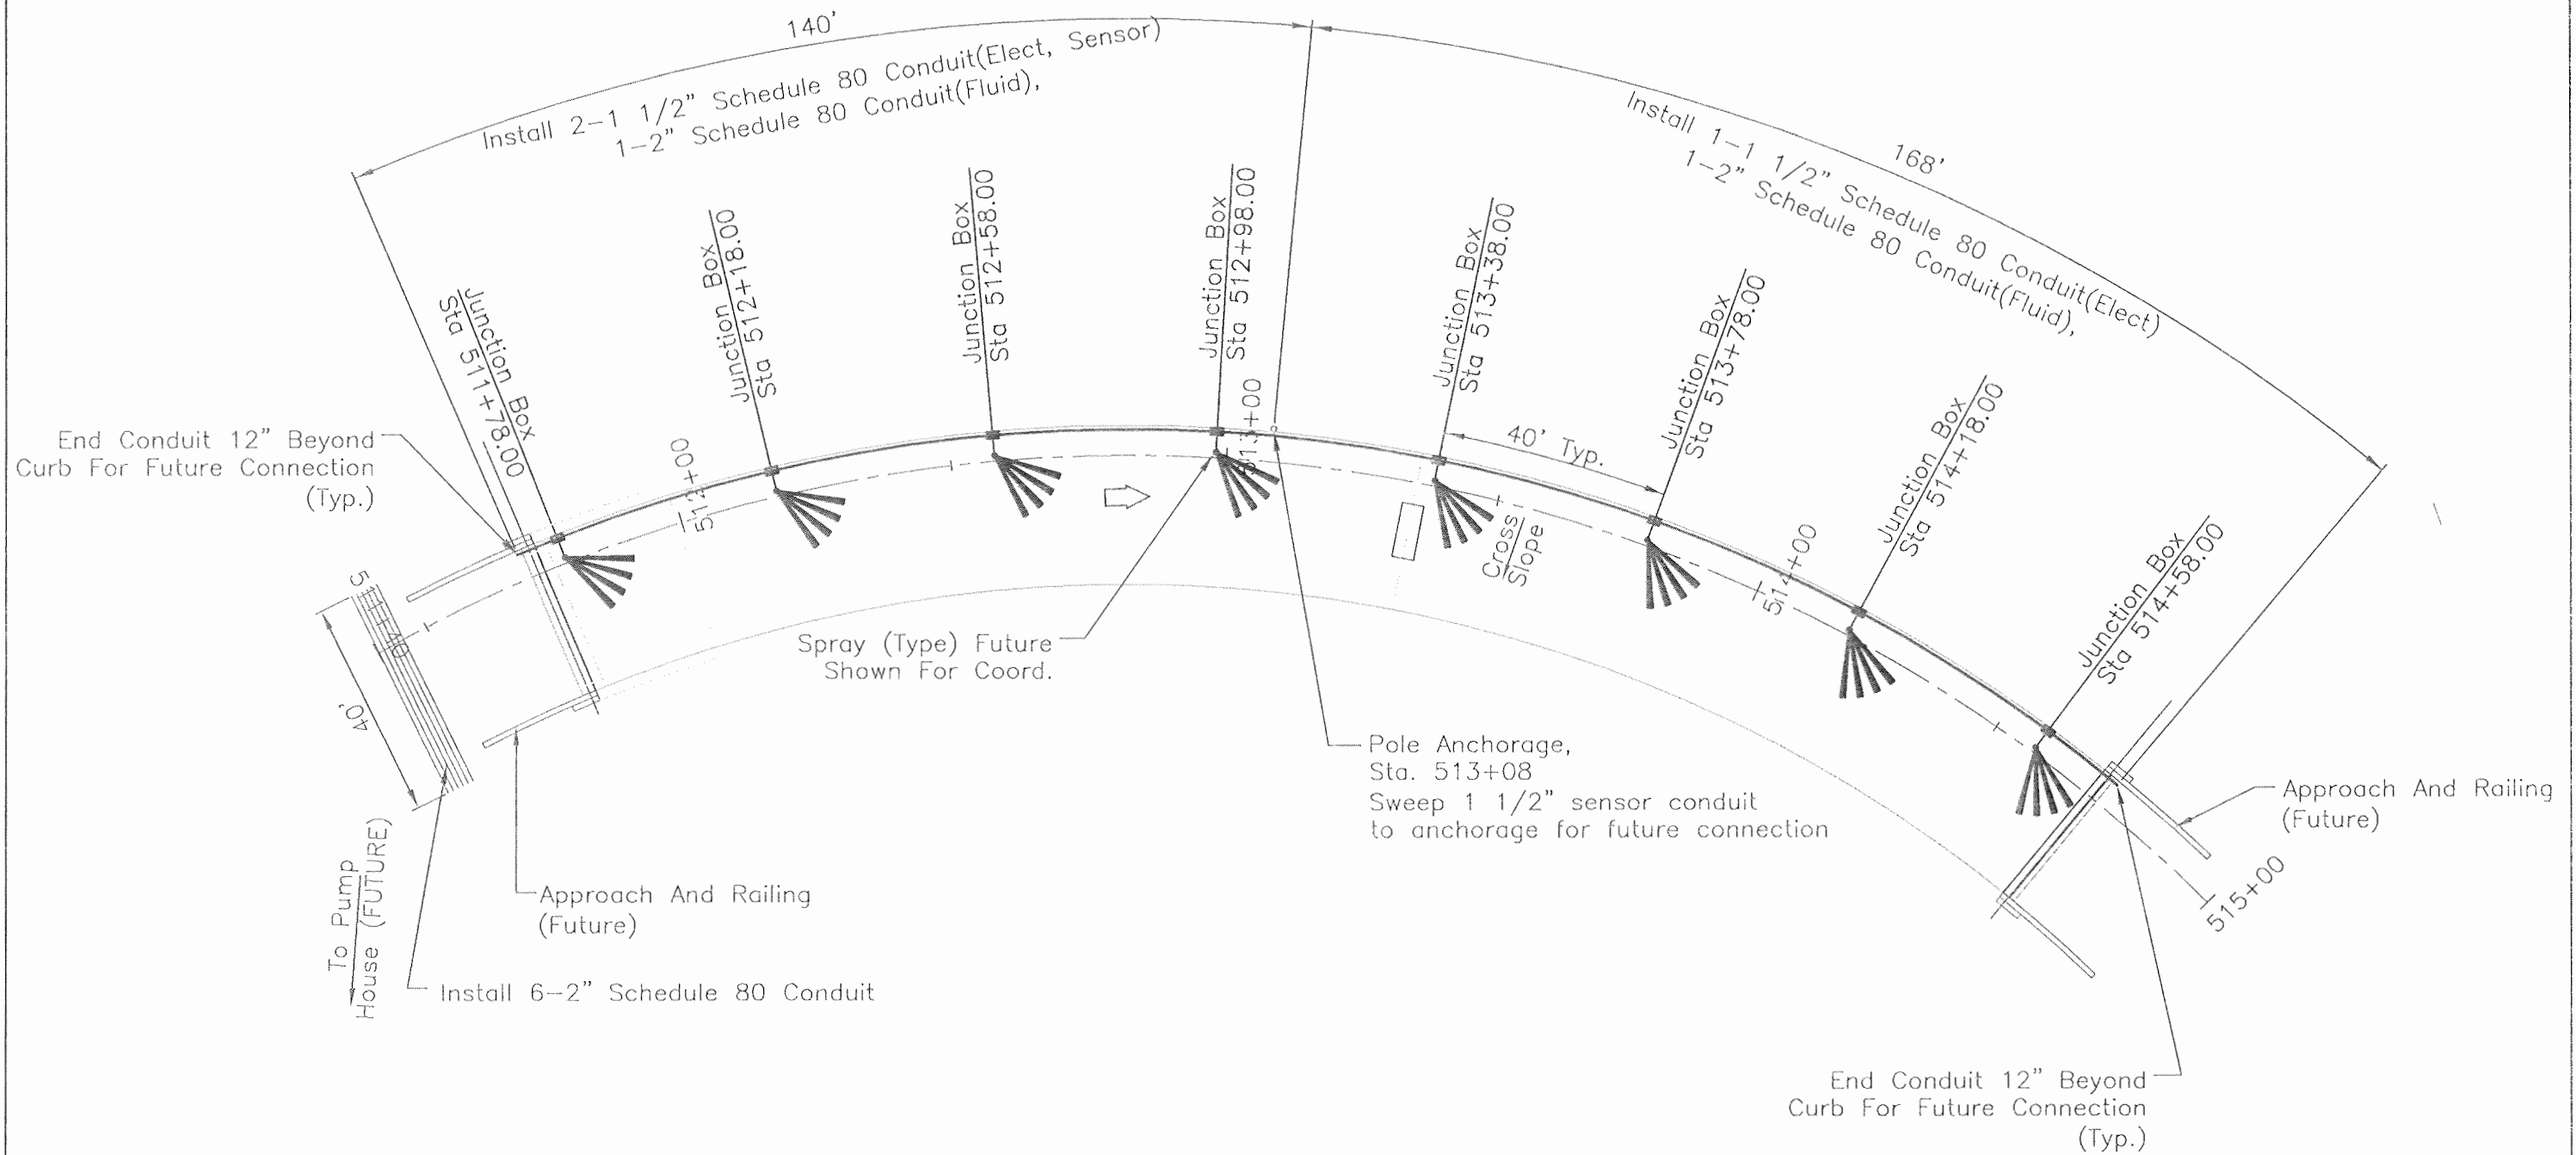 140'
Install 2-1 1/2" Schedule 80 Conduit(Elect, Sensor)
1-2" Schedule 80 Conduit(Fluid),
168'
Install 1-1 1/2" Schedule 80 Conduit(Elect)
1-2" Schedule 80 Conduit(Fluid),
Junction Box
Sta 511+78.00
Junction Box
Sta 512+18.00
Junction Box
Sta 512+58.00
Junction Box
Sta 512+98.00
Junction Box
Sta 513+38.00
Junction Box
Sta 513+78.00
Junction Box
Sta 514+18.00
Junction Box
Sta 514+58.00
End Conduit 12" Beyond
Curb For Future Connection
(Typ.)
512+00
513+00
40' Typ.
Cross
Slope
514+00
511+40
40'
Spray (Type) Future
Shown For Coord.
Pole Anchorage,
Sta. 513+08
Sweep 1 1/2" sensor conduit
to anchorage for future connection
Approach And Railing
(Future)
515+00
To Pump
House (FUTURE)
Approach And Railing
(Future)
Install 6-2" Schedule 80 Conduit
End Conduit 12" Beyond
Curb For Future Connection
(Typ.)